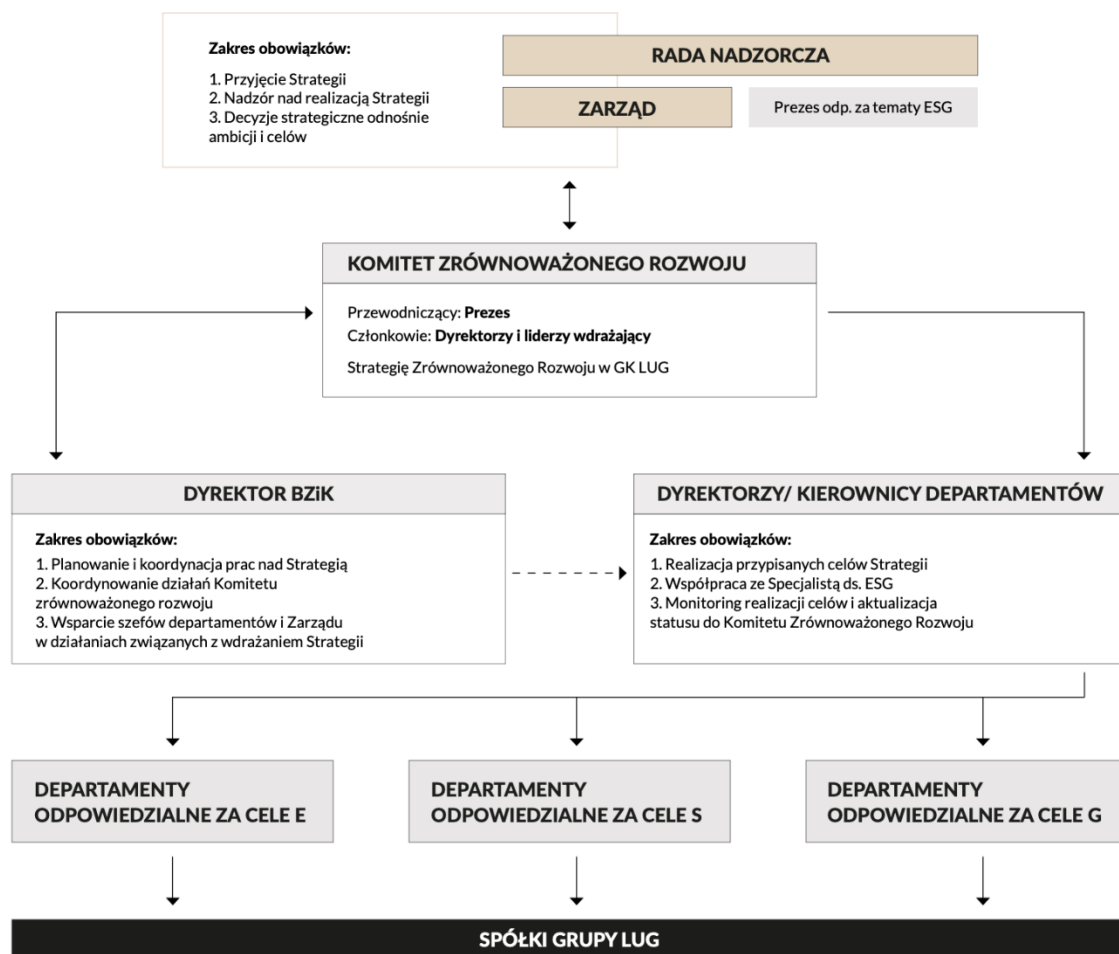 Zakres obowiązków:
1. Przyjęcie Strategii
2. Nadzór nad realizacją Strategii
3. Decyzje strategiczne odnośnie
ambicji i celów
RADA NADZORCZA
ZARZĄD
Prezes odp. za tematy ESG
KOMITET ZRÓWNOWAŻONEGO ROZWOJU
Przewodniczący: Prezes
Członkowie: Dyrektorzy i liderzy wdrażający
Strategię Zrównoważonego Rozwoju w GK LUG
DYREKTOR BZiK
Zakres obowiązków:
1. Planowanie i koordynacja prac nad Strategią
2. Koordynowanie działań Komitetu
zrównoważonego rozwoju
3. Wsparcie szefów departamentów i Zarządu
w działaniach związanych z wdrażaniem Strategii
DYREKTORZY/ KIEROWNICY DEPARTAMENTÓW
Zakres obowiązków:
1. Realizacja przypisanych celów Strategii
2. Współpraca ze Specjalistą ds. ESG
3. Monitoring realizacji celów i aktualizacja
statusu do Komitetu Zrównoważonego Rozwoju
DEPARTAMENTY
ODPOWIEDZIALNE ZA CELE E
DEPARTAMENTY
ODPOWIEDZIALNE ZA CELE S
DEPARTAMENTY
ODPOWIEDZIALNE ZA CELE G
SPÓŁKI GRUPY LUG